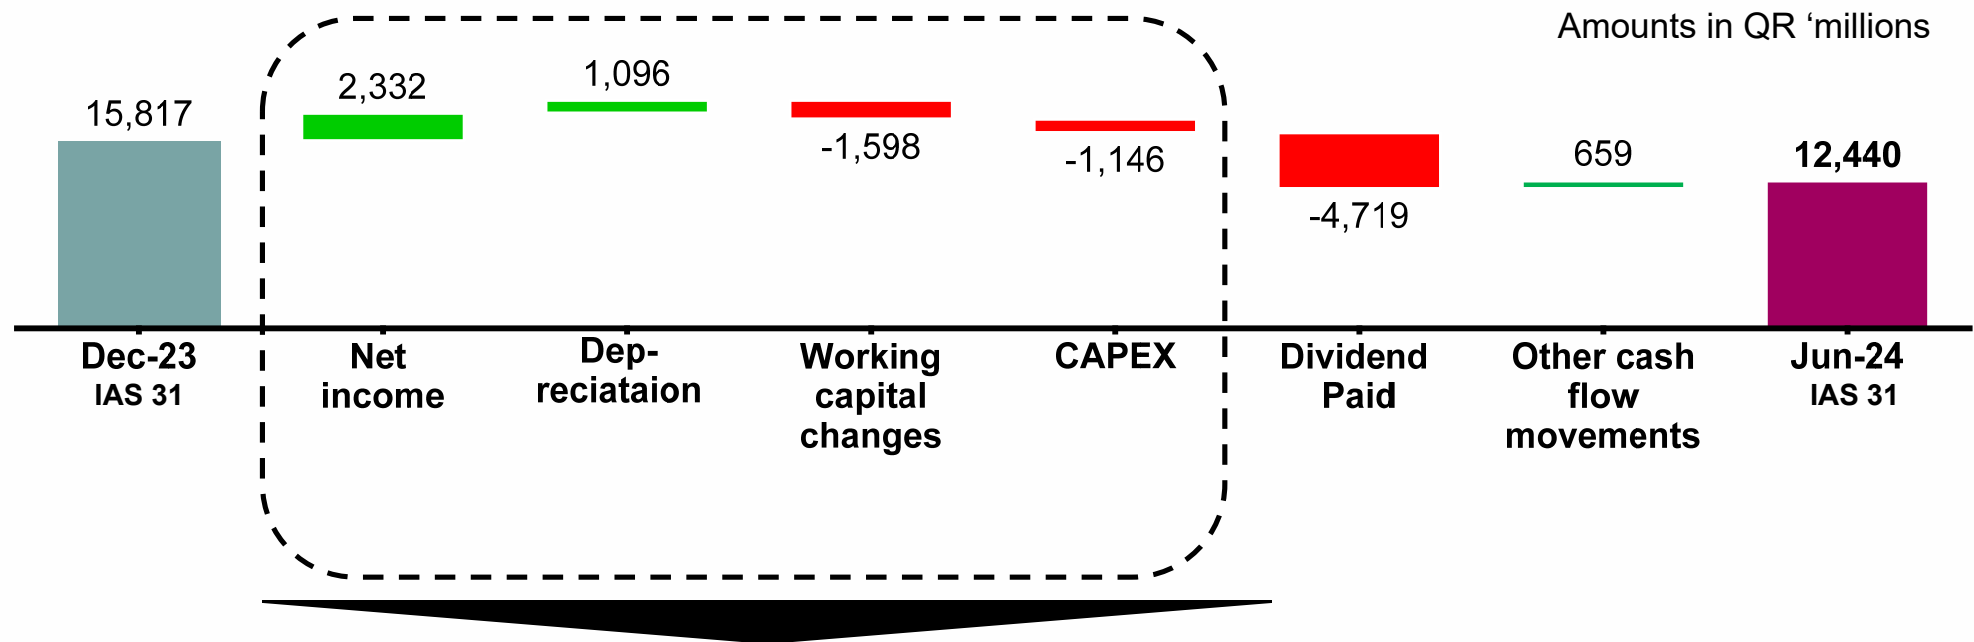 Amounts in QR ‘millions
15,817
2,332
1,096
-1,598
-1,146
-4,719
659
12,440
Dec-23
IAS 31
Net
income
Dep-
reciataion
Working
capital
changes
CAPEX
Dividend
Paid
Other cash
flow
movements
Jun-24
IAS 31